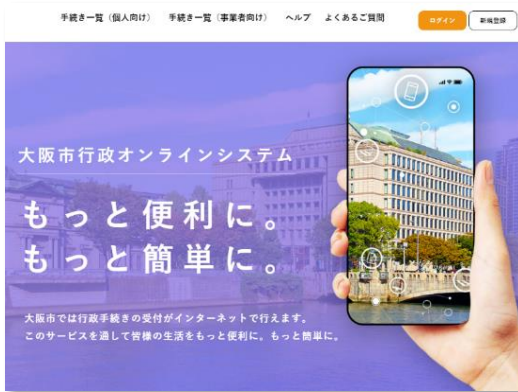 手続き一覧（個人向け） 手続き一覧（事業者向け） ヘルプ よくあるご質問 ログイン 新規登録
大阪市行政オンラインシステム
もっと便利に。
もっと簡単に。
大阪市では行政手続きの受付がインターネットで行えます。
このサービスを通して皆様の生活をもっと便利に。もっと簡単に。